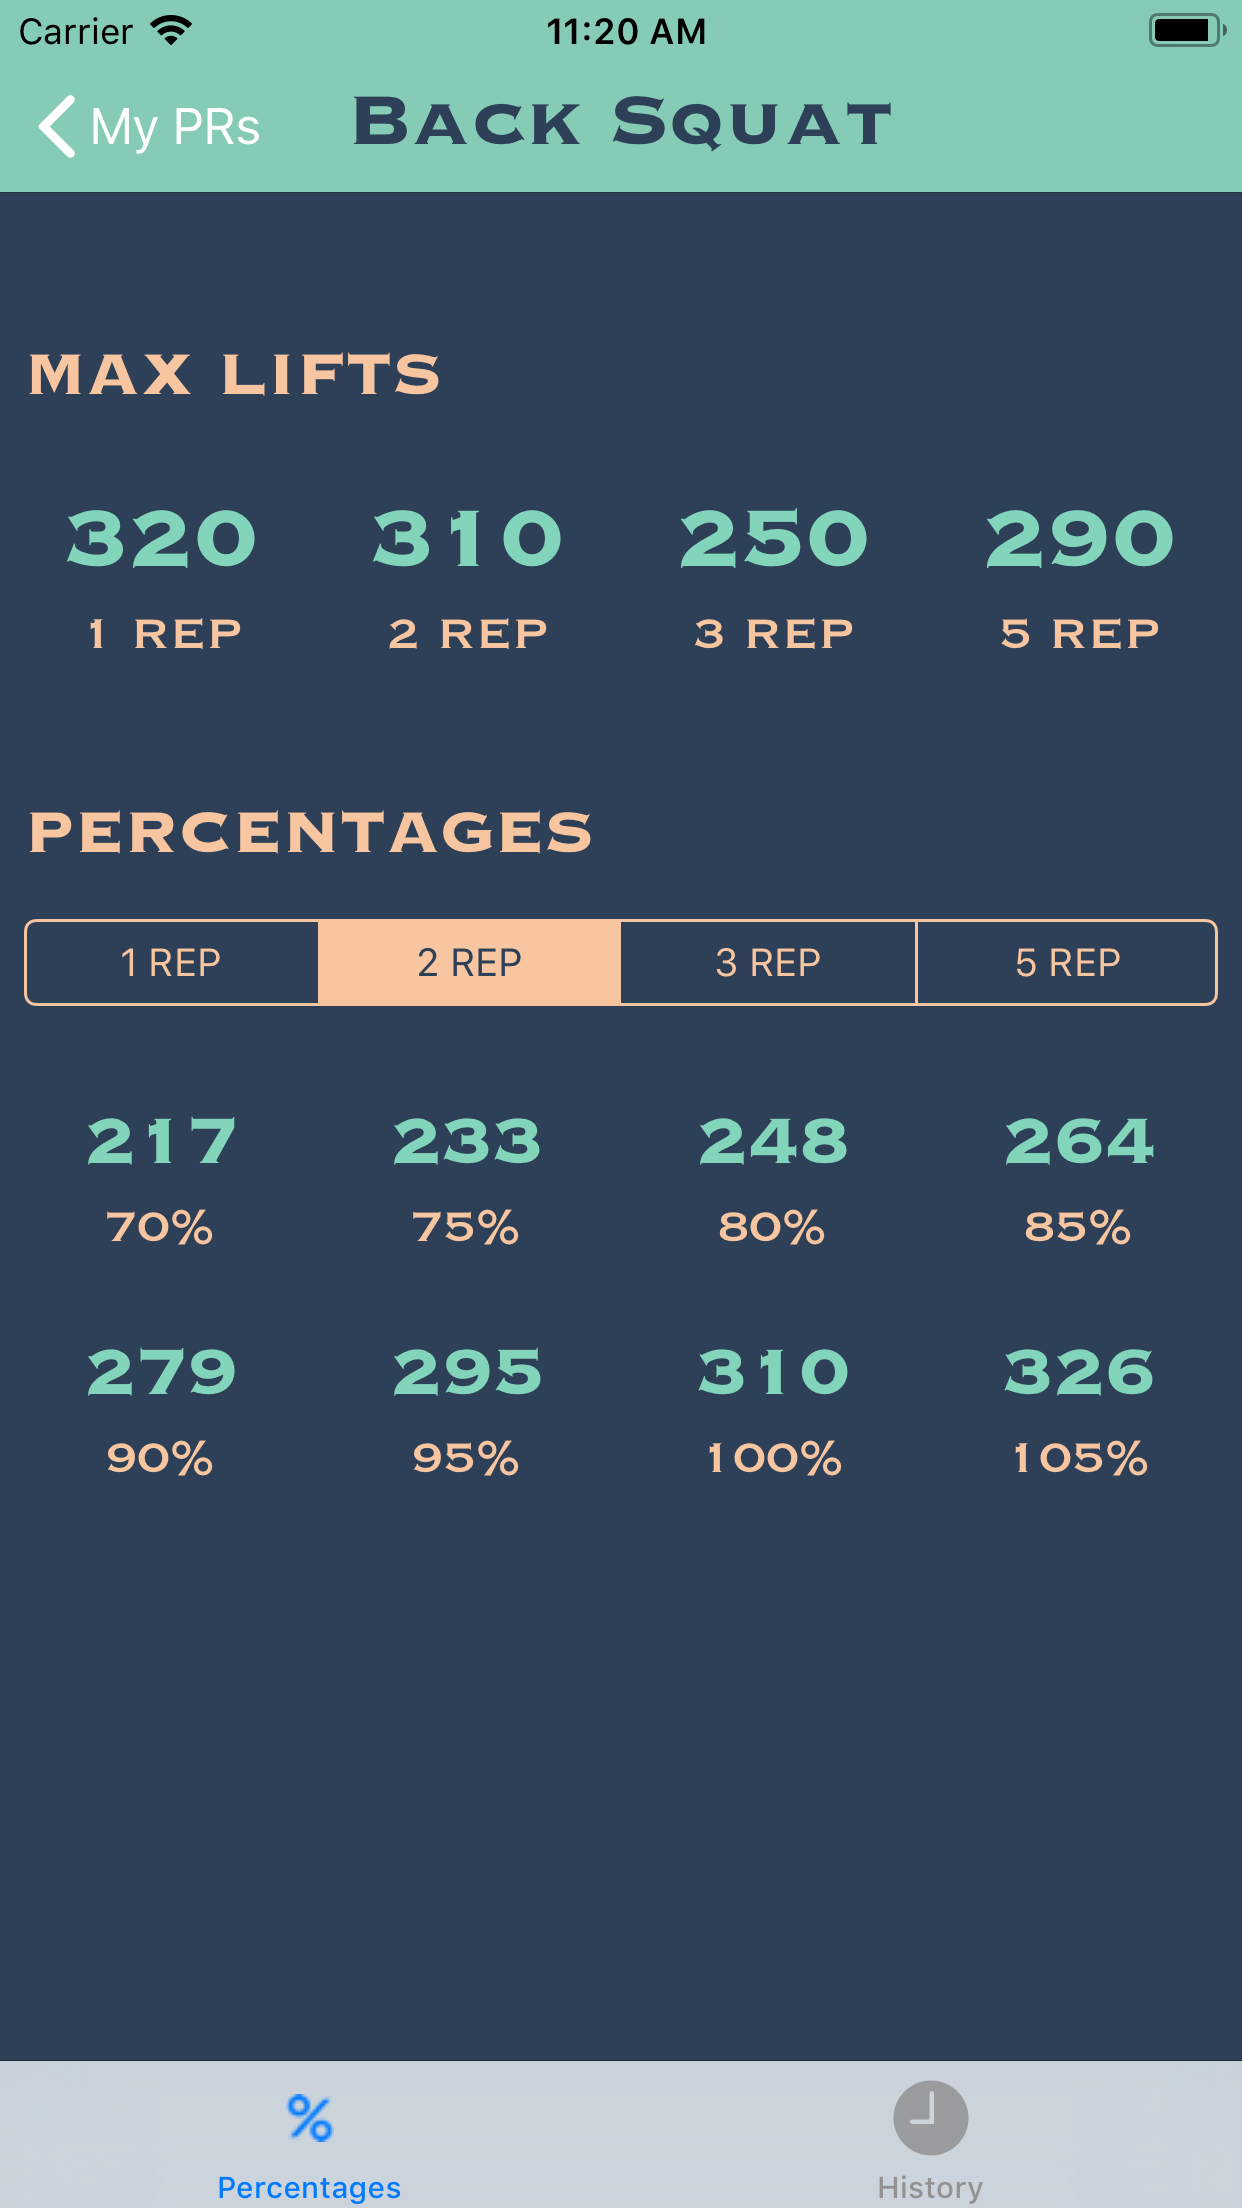 Carrier 11:20 AM
My PRs Back Squat
MAX LIFTS
320 310 250 290
1 REP 2 REP 3 REP 5 REP
PERCENTAGES
1 REP 2 REP 3 REP 5 REP
217 233 248 264
70% 75% 80% 85%
279 295 310 326
90% 95% 100% 105%
%
Percentages History